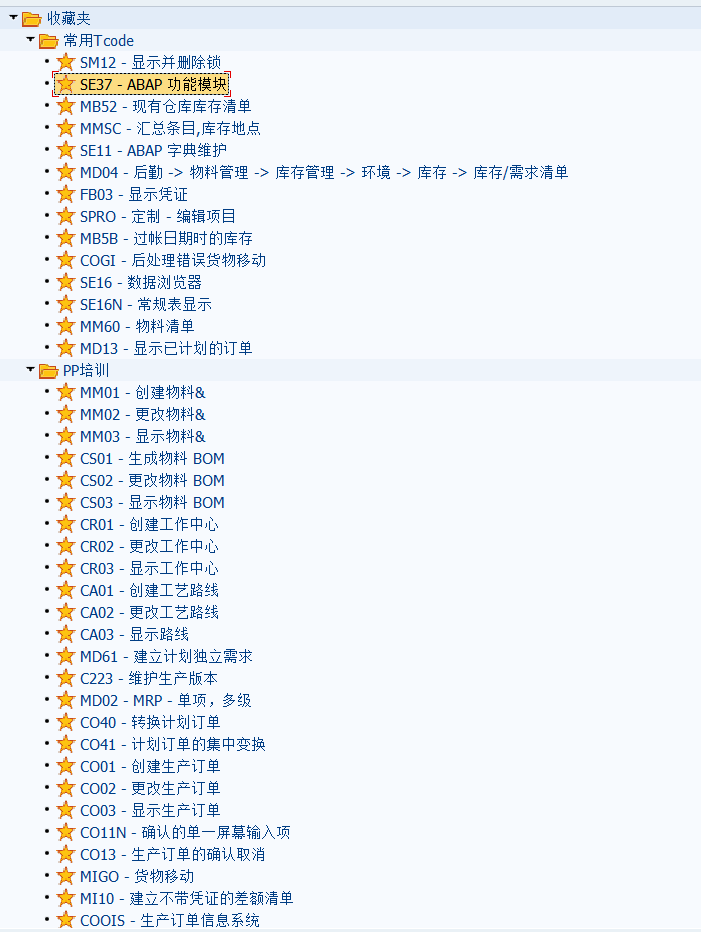 收藏夹
常用Tcode
SM12 - 显示并删除锁
SE37 - ABAP 功能模块
MB52 - 现有仓库库存清单
MMSC - 汇总条目,库存地点
SE11 - ABAP 字典维护
MD04 - 后勤 -> 物料管理 -> 库存管理 -> 环境 -> 库存 -> 库存/需求清单
FB03 - 显示凭证
SPRO - 定制 - 编辑项目
MB5B - 过帐日期时的库存
COGI - 后处理错误货物移动
SE16 - 数据浏览器
SE16N - 常规表显示
MM60 - 物料清单
MD13 - 显示已计划的订单
PP培训
MM01 - 创建物料&
MM02 - 更改物料&
MM03 - 显示物料&
CS01 - 生成物料 BOM
CS02 - 更改物料 BOM
CS03 - 显示物料 BOM
CR01 - 创建工作中心
CR02 - 更改工作中心
CR03 - 显示工作中心
CA01 - 创建工艺路线
CA02 - 更改工艺路线
CA03 - 显示路线
MD61 - 建立计划独立需求
C223 - 维护生产版本
MD02 - MRP - 单项，多级
CO40 - 转换计划订单
CO41 - 计划订单的集中变换
CO01 - 创建生产订单
CO02 - 更改生产订单
CO03 - 显示生产订单
CO11N - 确认的单一屏幕输入项
CO13 - 生产订单的确认取消
MIGO - 货物移动
MI10 - 建立不带凭证的差额清单
COOIS - 生产订单信息系统